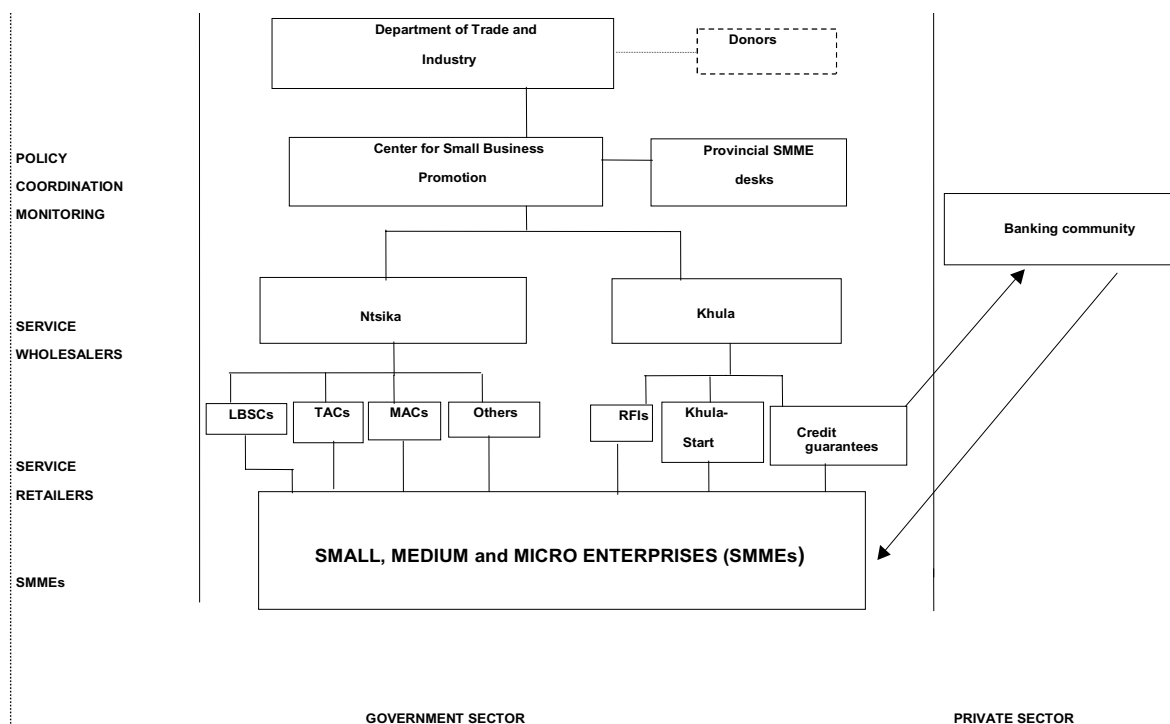 Department of Trade and
Industry
Donors
POLICY
COORDINATION
MONITORING
Center for Small Business
Promotion
Provincial SMME
desks
Banking community
SERVICE
WHOLESALERS
Ntsika
Khula
LBSCs
TACs
MACs
Others
RFIs
Khula-
Start
Credit
guarantees
SERVICE
RETAILERS
SMALL, MEDIUM and MICRO ENTERPRISES (SMMEs)
SMMEs
GOVERNMENT SECTOR
PRIVATE SECTOR